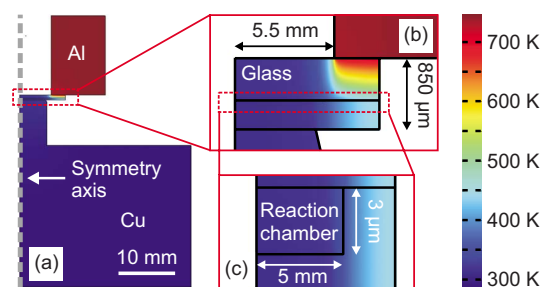 Al
Symmetry
axis
Cu
(a)
10 mm
5.5 mm
(b)
Glass
850 µm
Reaction
chamber
3 µm
(c)
5 mm
700 K
600 K
500 K
400 K
300 K